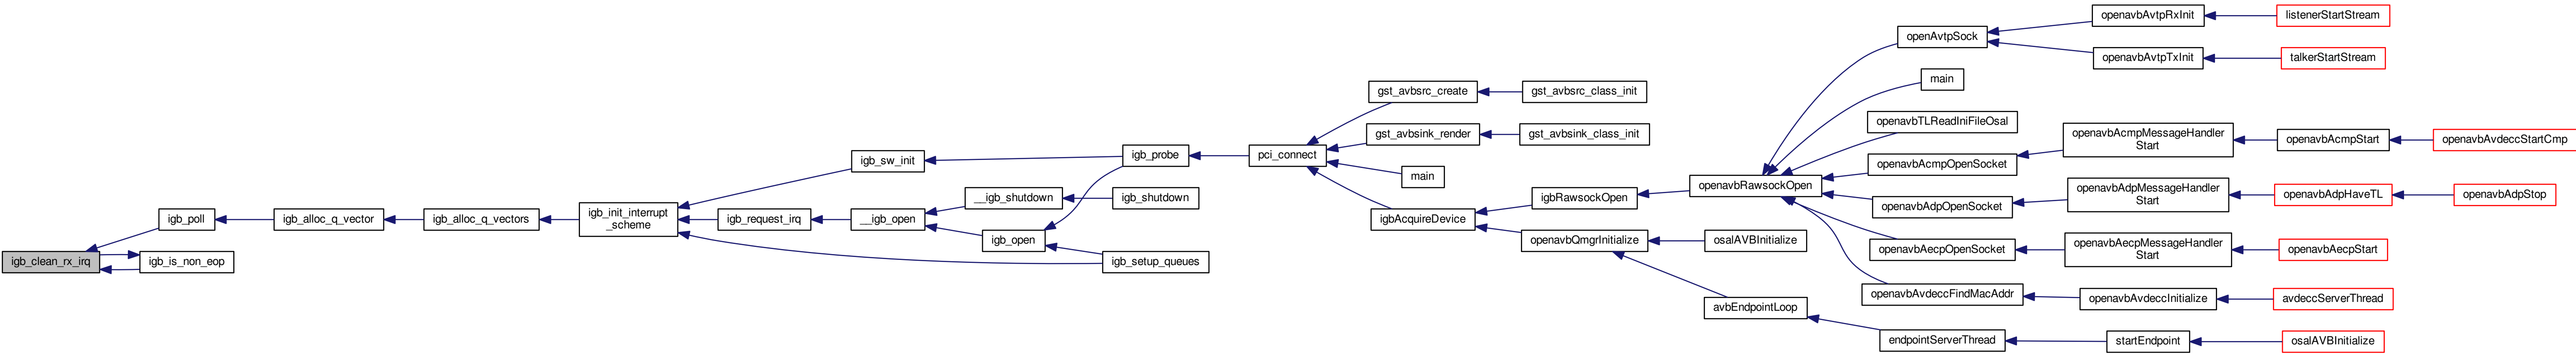 igb_clean_rx_irq
igb_poll
igb_is_non_eop
igb_alloc_q_vector
igb_alloc_q_vectors
igb_init_interrupt
_scheme
igb_sw_init
igb_request_irq
__igb_open
__igb_shutdown
igb_open
igb_probe
igb_shutdown
igb_setup_queues
pci_connect
gst_avbsrc_create
gst_avbsink_render
main
igbAcquireDevice
gst_avbsrc_class_init
gst_avbsink_class_init
igbRawsockOpen
openavbQmgrInitialize
openavbRawsockOpen
osalAVBInitialize
avbEndpointLoop
openAvtpSock
main
openavbTLReadIniFileOsal
openavbAcmpOpenSocket
openavbAdpOpenSocket
openavbAecpOpenSocket
openavbAvdeccFindMacAddr
endpointServerThread
openavbAvtpRxInit
openavbAvtpTxInit
openavbAcmpMessageHandler
Start
openavbAdpMessageHandler
Start
openavbAecpMessageHandler
Start
openavbAvdeccInitialize
startEndpoint
listenerStartStream
talkerStartStream
openavbAcmpStart
openavbAdpHaveTL
openavbAecpStart
avdeccServerThread
osalAVBInitialize
openavbAvdeccStartCmp
openavbAdpStop